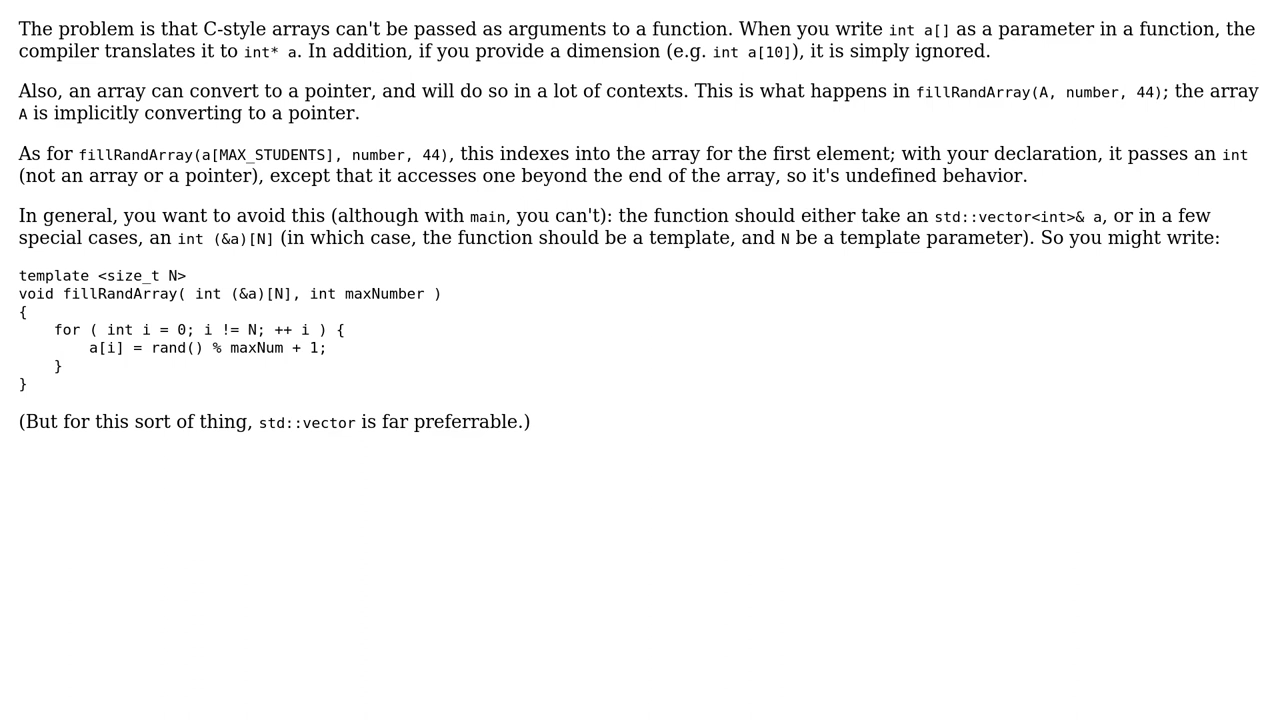 The problem is that C-style arrays can't be passed as arguments to a function. When you write int a[] as a parameter in a function, the
compiler translates it to int* a. In addition, if you provide a dimension (e.g. int a[10]), it is simply ignored.
Also, an array can convert to a pointer, and will do so in a lot of contexts. This is what happens in fillRandArray(A, number, 44); the array
A is implicitly converting to a pointer.
As for fillRandArray(a[MAX_STUDENTS], number, 44), this indexes into the array for the first element; with your declaration, it passes an int
(not an array or a pointer), except that it accesses one beyond the end of the array, so it's undefined behavior.
In general, you want to avoid this (although with main, you can't): the function should either take an std::vector<int>& a, or in a few
special cases, an int (&a)[N] (in which case, the function should be a template, and N be a template parameter). So you might write:
template <size_t N>
void fillRandArray( int (&a)[N], int maxNumber )
{
    for ( int i = 0; i != N; ++ i ) {
        a[i] = rand() % maxNum + 1;
    }
}
(But for this sort of thing, std::vector is far preferrable.)